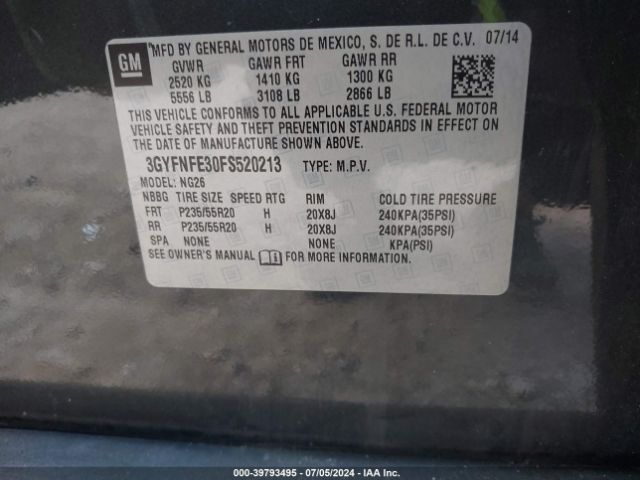 GM
MFD BY GENERAL MOTORS DE MEXICO, S. DE R.L. DE C.V. 07/14
GVWR GAWR FRT GAWR RR
2520 KG 1410 KG 1300 KG
5556 LB 3108 LB 2866 LB
THIS VEHICLE CONFORMS TO ALL APPLICABLE U.S. FEDERAL MOTOR
VEHICLE SAFETY AND THEFT PREVENTION STANDARDS IN EFFECT ON
THE DATE OF MANUFACTURE SHOWN ABOVE.
3GYFNFE30FS520213 TYPE: M.P.V.
MODEL: NG26
NBBG TIRE SIZE SPEED RTG RIM COLD TIRE PRESSURE
FRT P235/55R20 H 20X8J 240KPA(35PSI)
RR P235/55R20 H 20X8J 240KPA(35PSI)
SPA NONE NONE KPA(PSI)
SEE OWNER'S MANUAL FOR MORE INFORMATION.
000-39793495 - 07/05/2024 - IAA Inc.